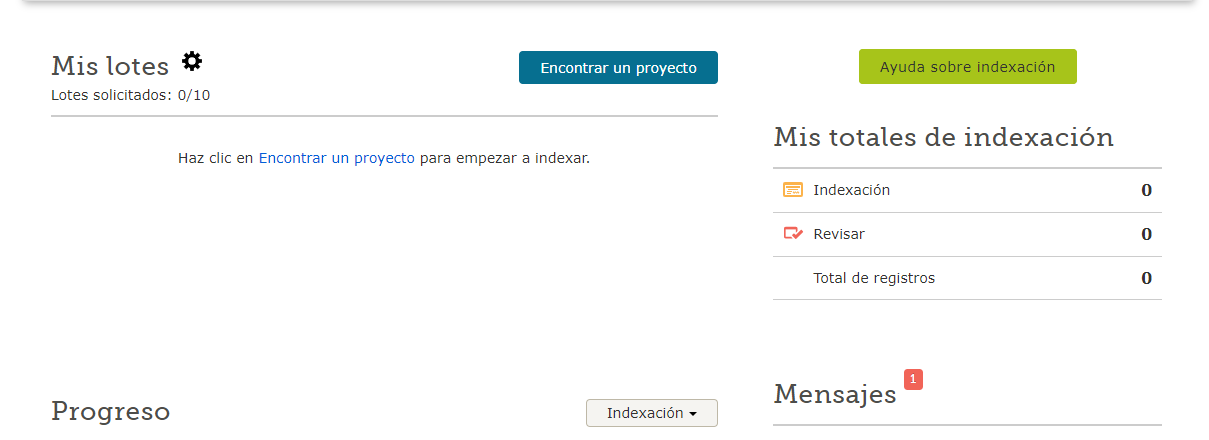 Mis lotes
Encontrar un proyecto
Lotes solicitados: 0/10
Haz clic en Encontrar un proyecto para empezar a indexar.
Progreso
Indexación
Ayuda sobre indexación
Mis totales de indexación
Indexación 0
Revisar 0
Total de registros 0
Mensajes 1